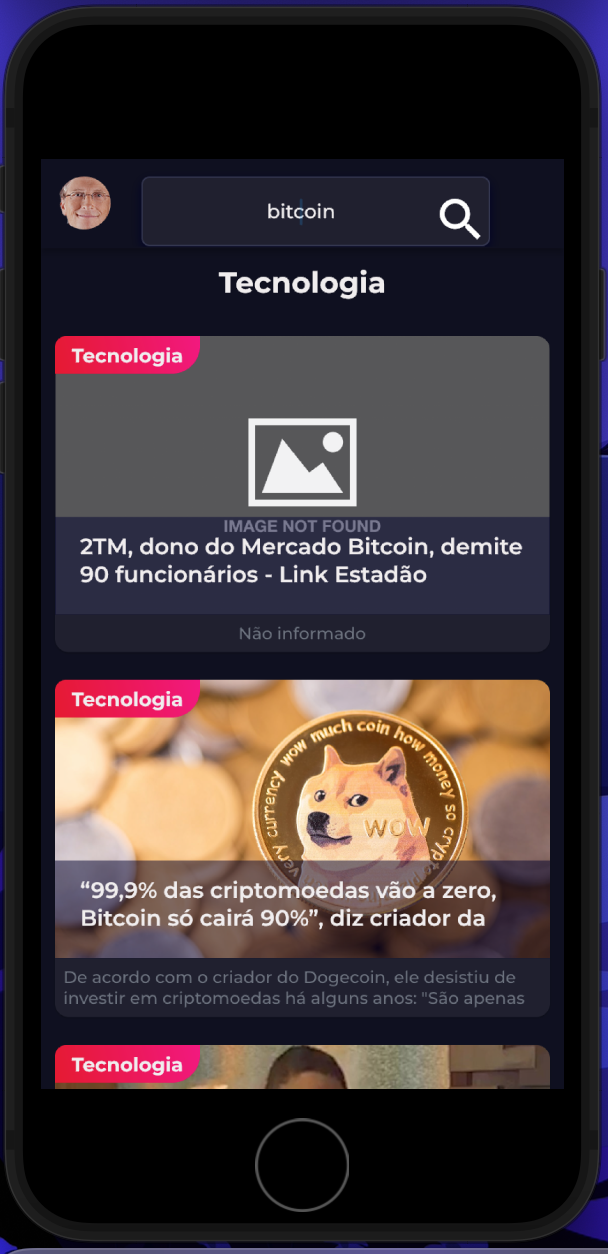 bitcoin
Tecnologia
Tecnologia
IMAGE NOT FOUND
2TM, dono do Mercado Bitcoin, demite
90 funcionários - Link Estadão
Não informado
Tecnologia
very currency wow much coin how money so crypto
WOW
“99,9% das criptomoedas vão a zero,
Bitcoin só cairá 90%”, diz criador da
De acordo com o criador do Dogecoin, ele desistiu de
investir em criptomoedas há alguns anos: "São apenas
Tecnologia